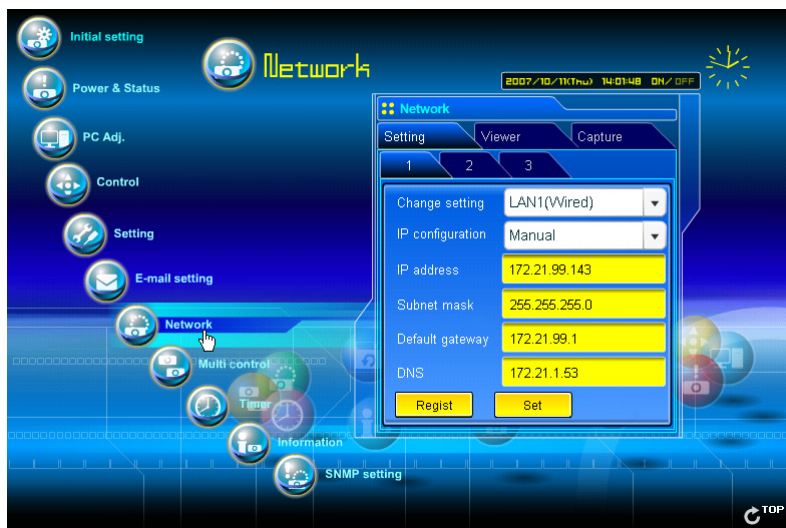 Initial setting
Power & Status
PC Adj.
Control
Setting
E-mail setting
Network
Multi control
Timer
Information
SNMP setting
Network
2007/10/11(Thu) 14:01:48 ON/OFF
Network
Setting Viewer Capture
1 2 3
Change setting LAN1(Wired)
IP configuration Manual
IP address 172.21.99.143
Subnet mask 255.255.255.0
Default gateway 172.21.99.1
DNS 172.21.1.53
Regist Set
TOP